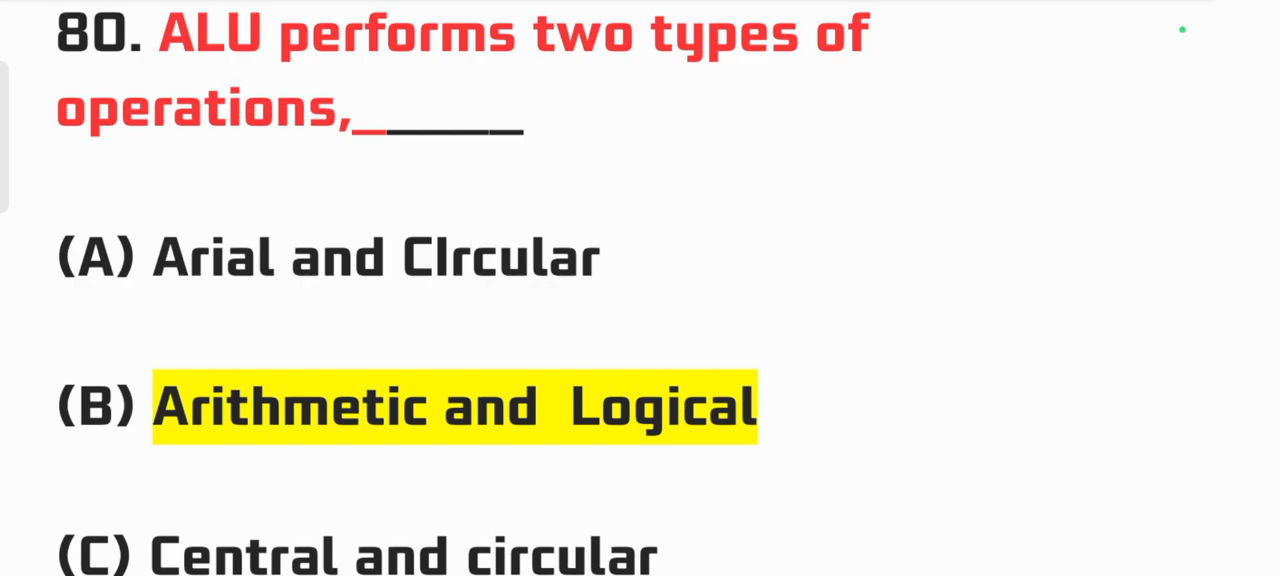 80. ALU performs two types of
operations,______
(A) Arial and CIrcular
(B) Arithmetic and  Logical
(C) Central and circular